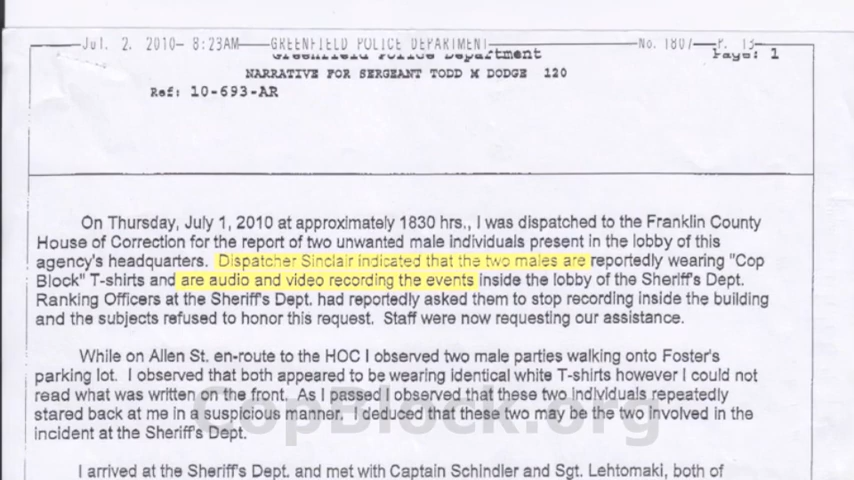 Jul. 2. 2010- 8:23AM GREENFIELD POLICE DEPARTMENT No. 1807 P. 13
Greenfield Police Department Page: 1
NARRATIVE FOR SERGEANT TODD M DODGE 120
Ref: 10-693-AR
On Thursday, July 1, 2010 at approximately 1830 hrs., I was dispatched to the Franklin County
House of Correction for the report of two unwanted male individuals present in the lobby of this
agency's headquarters. Dispatcher Sinclair indicated that the two males are reportedly wearing "Cop
Block" T-shirts and are audio and video recording the events inside the lobby of the Sheriff's Dept.
Ranking Officers at the Sheriff's Dept. had reportedly asked them to stop recording inside the building
and the subjects refused to honor this request. Staff were now requesting our assistance.
While on Allen St. en-route to the HOC I observed two male parties walking onto Foster's
parking lot. I observed that both appeared to be wearing identical white T-shirts however I could not
read what was written on the front. As I passed I observed that these two individuals repeatedly
stared back at me in a suspicious manner. I deduced that these two may be the two involved in the
incident at the Sheriff's Dept.
CopBlock.org
I arrived at the Sheriff's Dept. and met with Captain Schindler and Sgt. Lehtomaki, both of